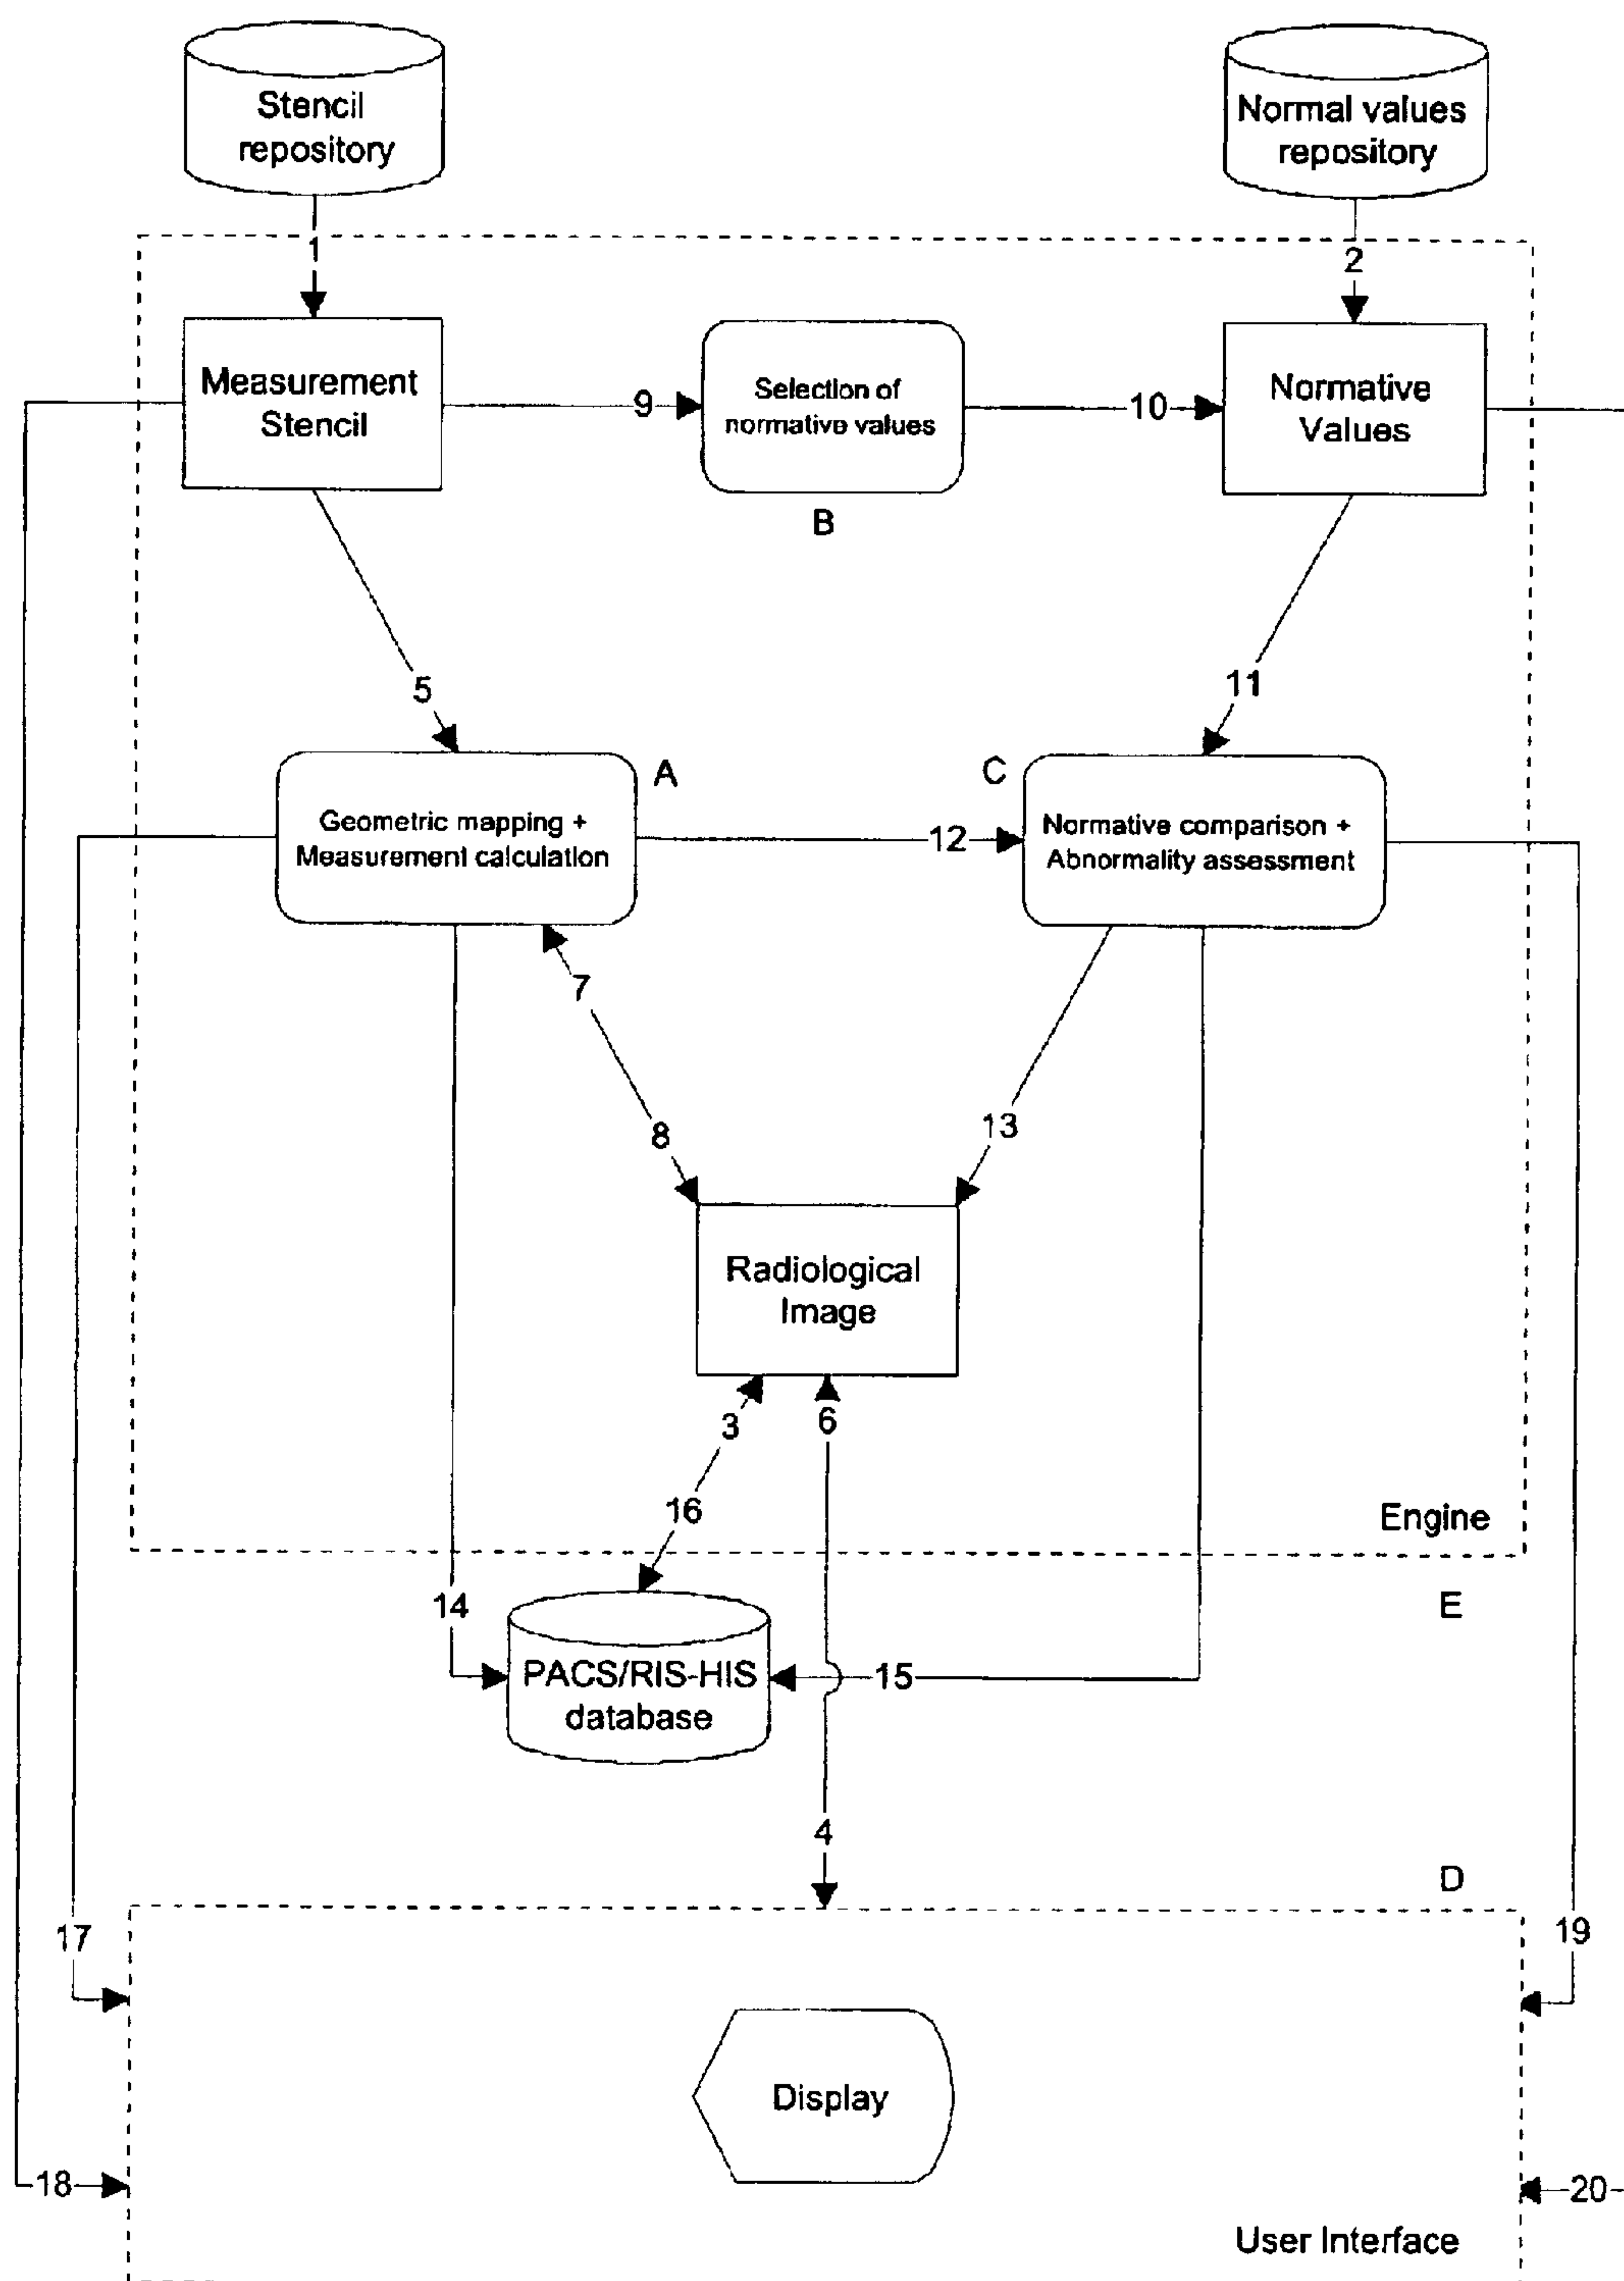 Stencil
repository
Normal values
repository
1
2
Measurement
Stencil
9
Selection of
normative values
10
Normative
Values
B
5
11
A
C
Geometric mapping +
Measurement calculation
12
Normative comparison +
Abnormality assessment
7
8
13
Radiological
Image
3
6
16
Engine
14
E
PACS/RIS-HIS
database
15
4
D
17
19
Display
18
20
User Interface